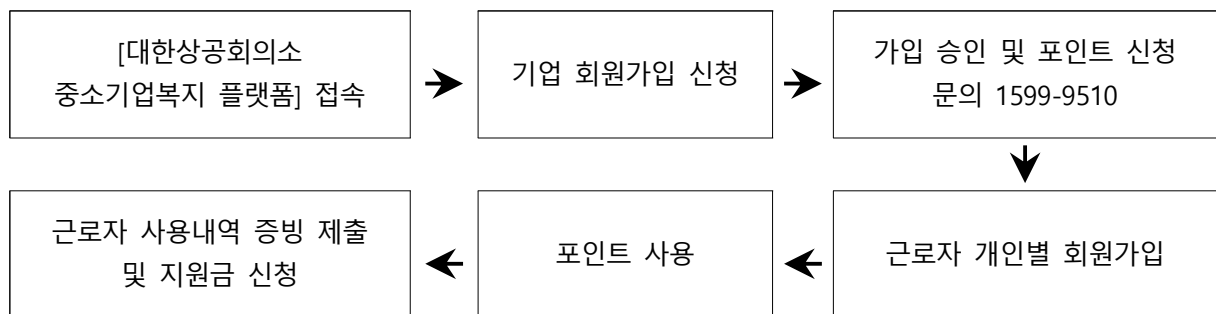 [대한상공회의소
중소기업복지 플랫폼] 접속
기업 회원가입 신청
가입 승인 및 포인트 신청
문의 1599-9510
근로자 개인별 회원가입
포인트 사용
근로자 사용내역 증빙 제출
및 지원금 신청